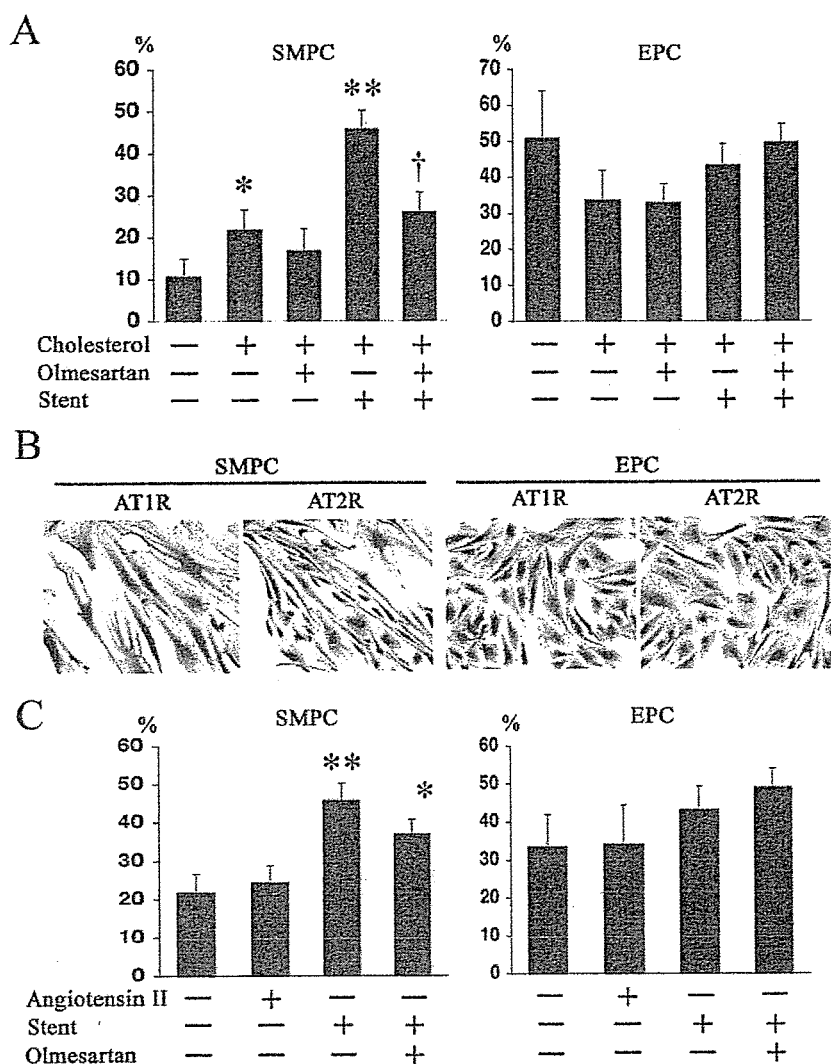 A
% SMPC
60
**
50
40
†
30
*
20
10
0
% EPC
70
60
50
40
30
20
10
0
Cholesterol — + + + + — + + + +
Olmesartan — — + — + — — + — +
Stent — — — + + — — — + +
B
SMPC EPC
AT1R AT2R AT1R AT2R
C
% SMPC
60
**
50
*
40
30
20
10
0
% EPC
60
50
40
30
20
10
0
Angiotensin II — + — — — + — —
Stent — — + + — — + +
Olmesartan — — — + — — — +